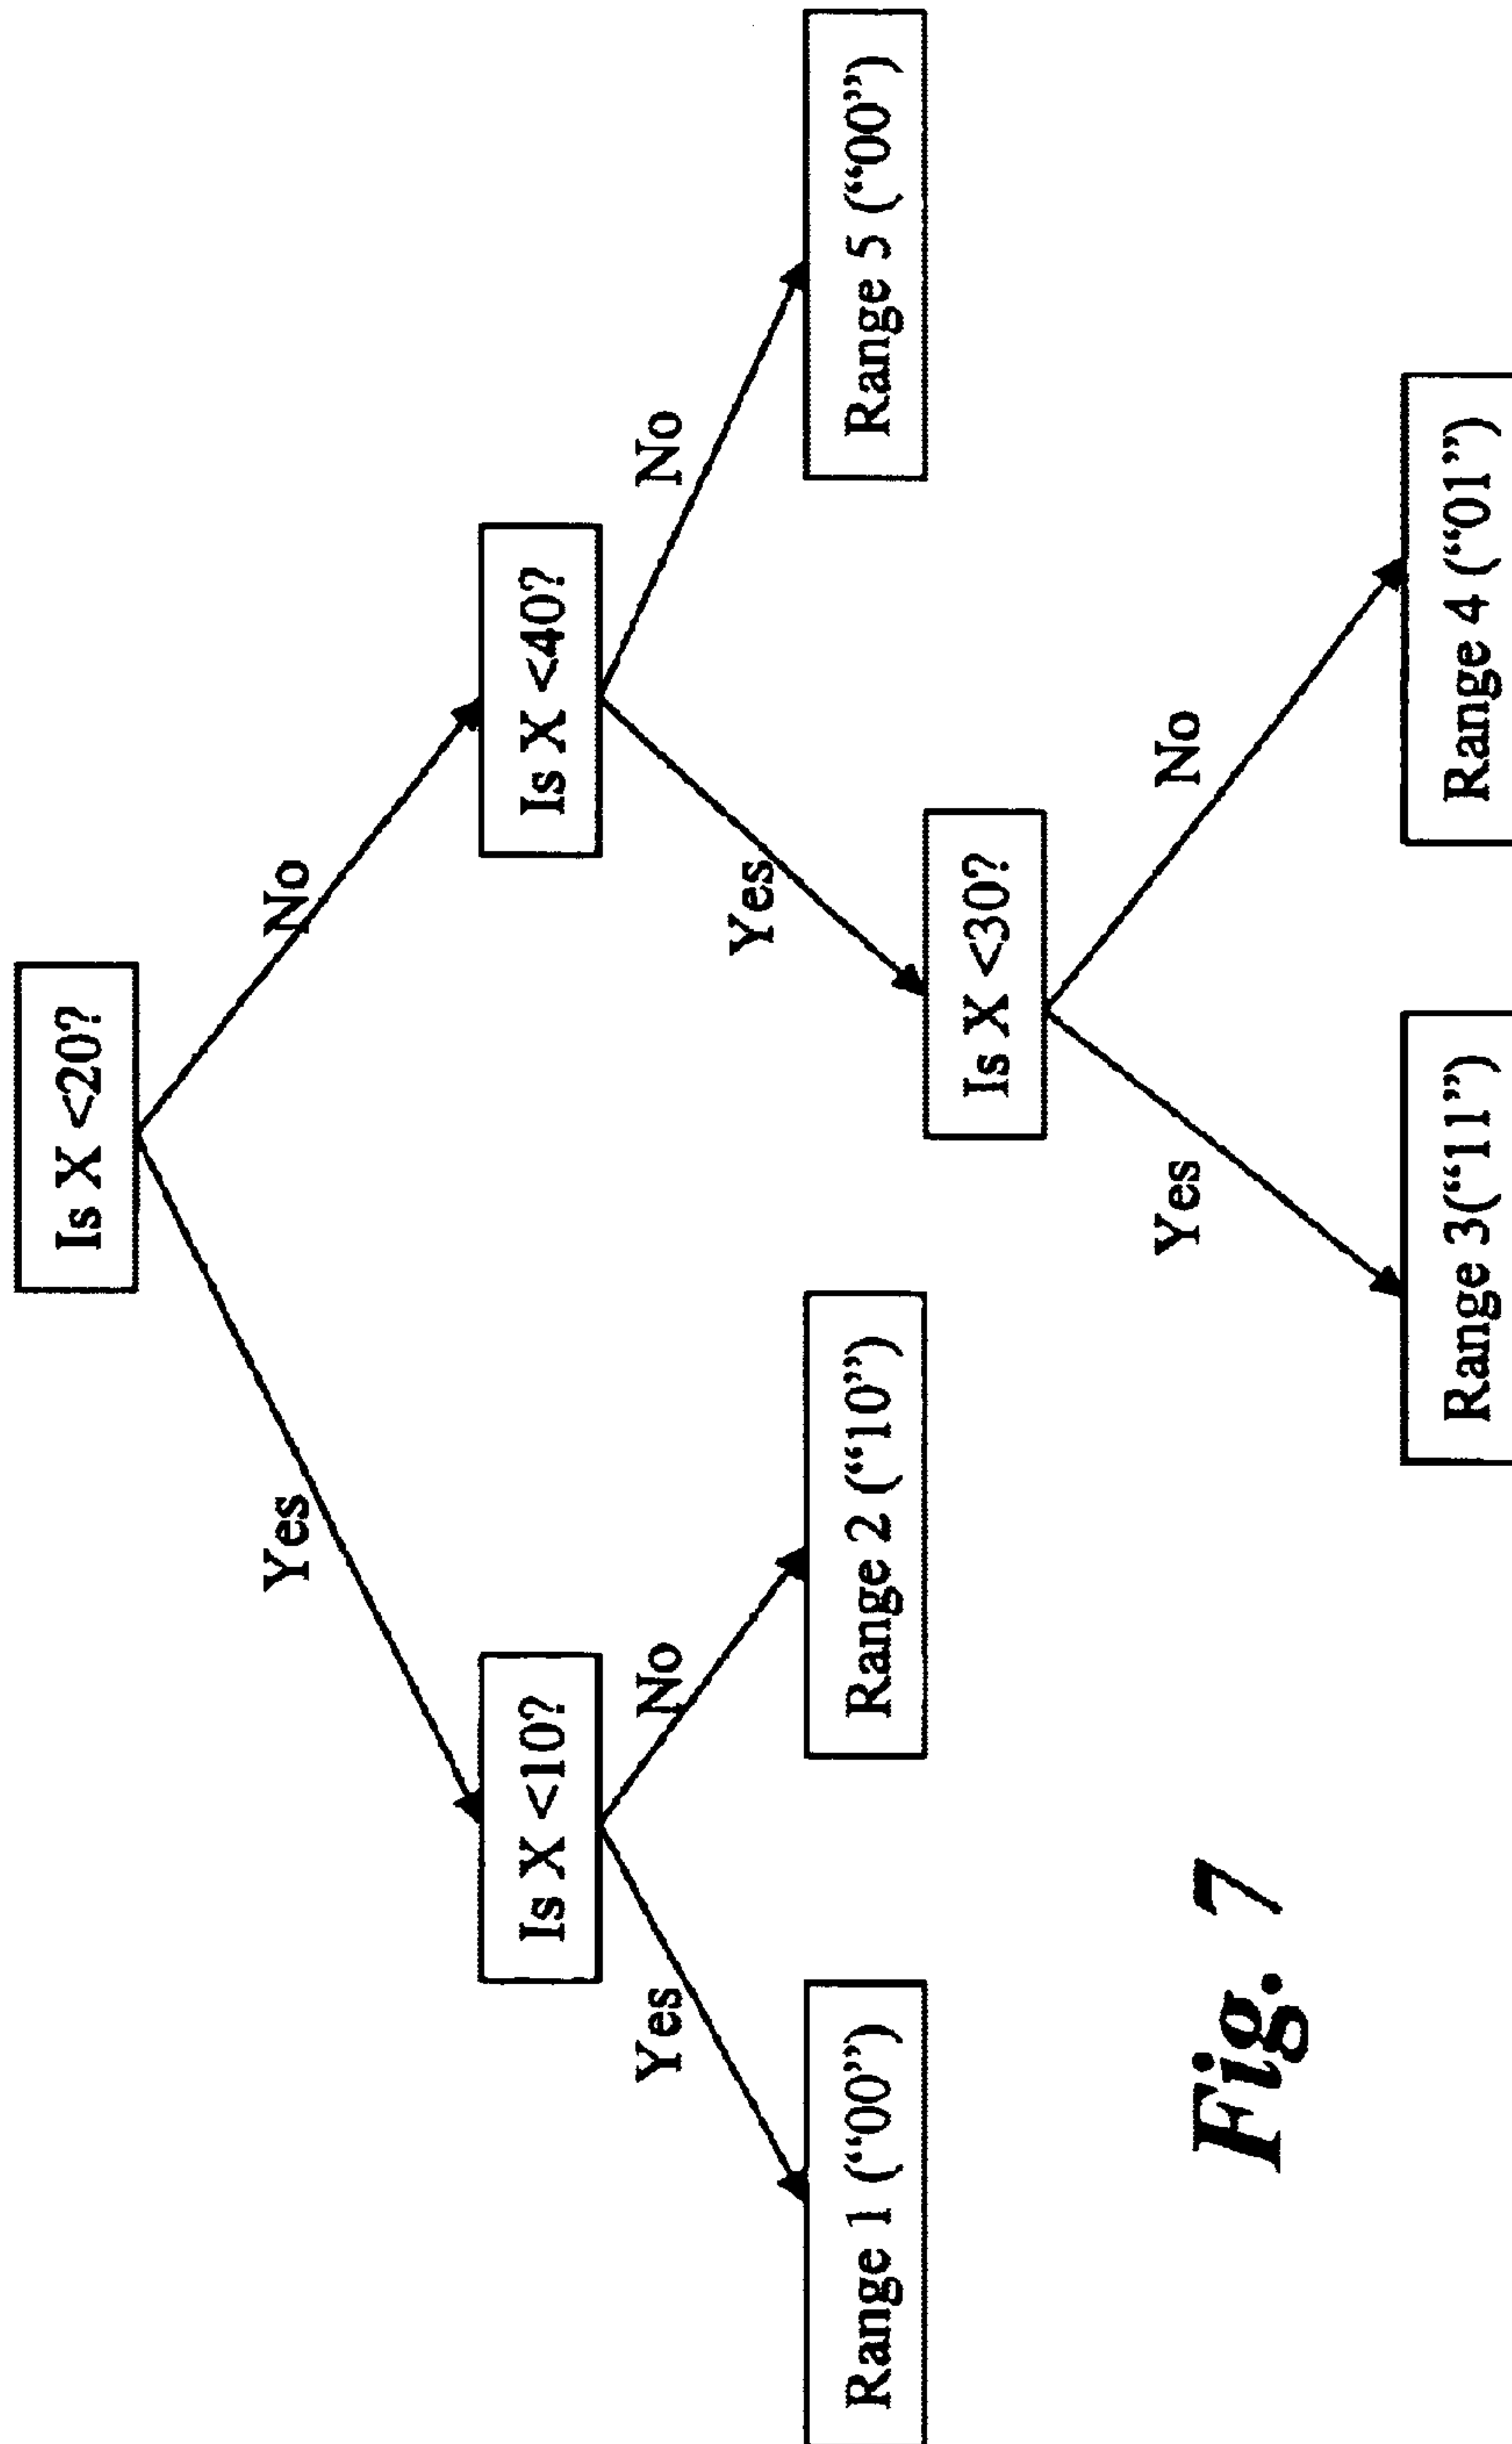 Is X <20?
Yes
No
Is X <10?
Is X <40?
Yes
No
Yes
No
Range 1 (“00”)
Range 2 (“10”)
Is X <30?
Range 5 (“00”)
Yes
No
Range 3(“11”)
Range 4 (“01”)
Fig. 7